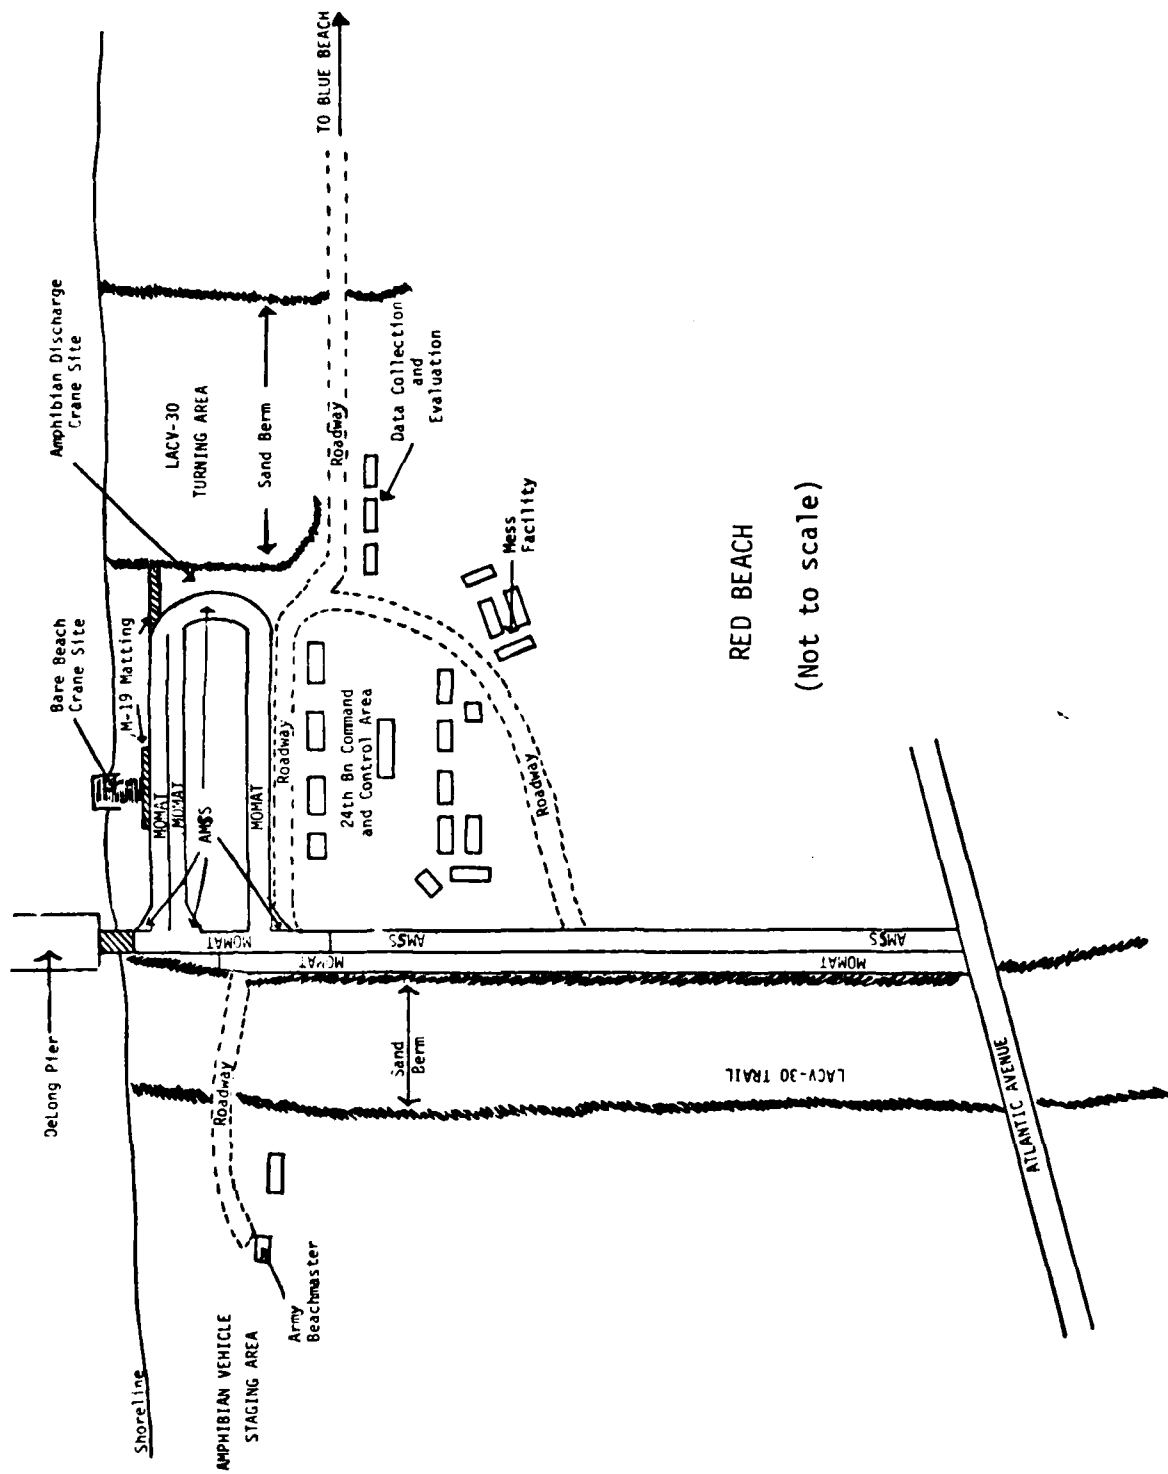 Shoreline
AMPHIBIAN VEHICLE
STAGING AREA
Army
Beachmaster
DeLong Pier
Roadway
Sand
Berm
LACV-30 TRAIL
ATLANTIC AVENUE
MOMAT
MOMAT
MOMAT
AMSS
AMSS
Bare Beach
Crane Site
M-19 Matting
MOMAT
MOMAT
AMSS
MOMAT
Roadway
24th Bn Command
and Control Area
Roadway
Amphibian Discharge
Crane Site
LACV-30
TURNING AREA
Sand Berm
Roadway
Data Collection
and
Evaluation
Mess
Facility
TO BLUE BEACH
RED BEACH
(Not to scale)